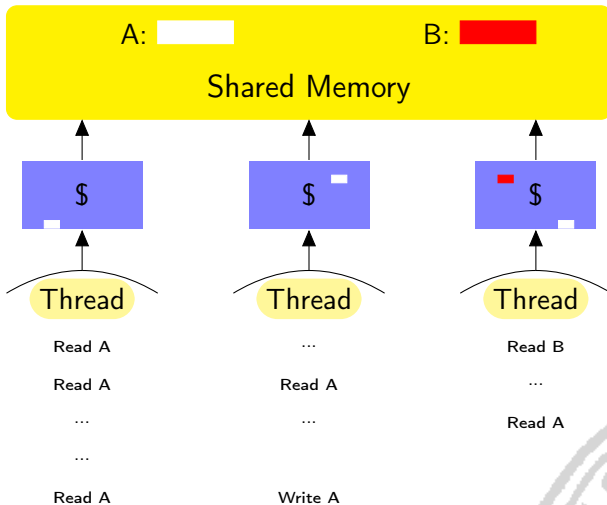 A: B:
Shared Memory
$ $ $
Thread Thread Thread
Read A ... Read B
Read A Read A ...
... ... Read A
...
Read A Write A